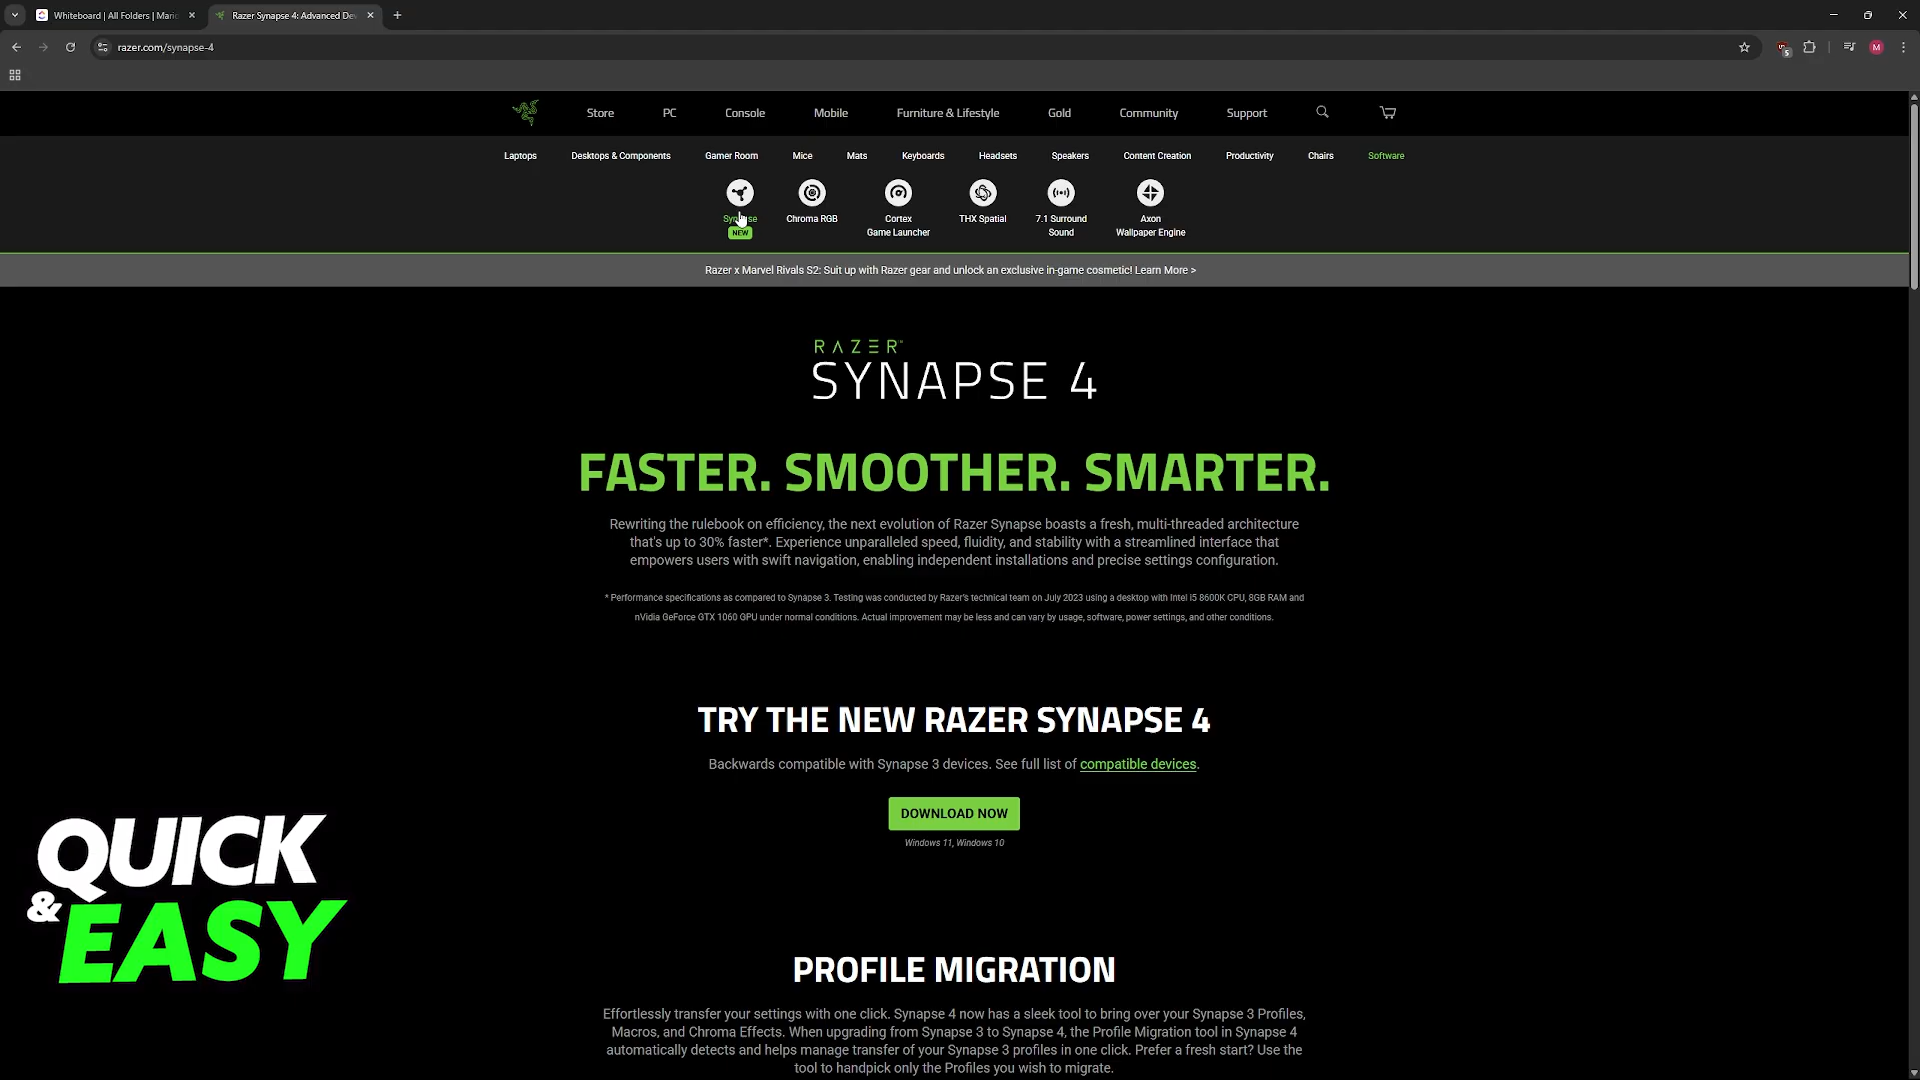 Whiteboard | All Folders | Maric
Razer Synapse 4: Advanced De
razer.com/synapse-4
5
M
Store PC Console Mobile Furniture & Lifestyle Gold Community Support
Laptops Desktops & Components Gamer Room Mice Mats Keyboards Headsets Speakers Content Creation Productivity Chairs Software
Synapse Chroma RGB Cortex THX Spatial 7.1 Surround Axon
NEW Game Launcher Sound Wallpaper Engine
Razer x Marvel Rivals S2: Suit up with Razer gear and unlock an exclusive in-game cosmetic! Learn More >
RAZER™
SYNAPSE 4
FASTER. SMOOTHER. SMARTER.
Rewriting the rulebook on efficiency, the next evolution of Razer Synapse boasts a fresh, multi-threaded architecture
that's up to 30% faster*. Experience unparalleled speed, fluidity, and stability with a streamlined interface that
empowers users with swift navigation, enabling independent installations and precise settings configuration.
* Performance specifications as compared to Synapse 3. Testing was conducted by Razer's technical team on July 2023 using a desktop with Intel i5 8600K CPU, 8GB RAM and
nVidia GeForce GTX 1060 GPU under normal conditions. Actual improvement may be less and can vary by usage, software, power settings, and other conditions.
TRY THE NEW RAZER SYNAPSE 4
Backwards compatible with Synapse 3 devices. See full list of compatible devices.
DOWNLOAD NOW
Windows 11, Windows 10
QUICK
&EASY
PROFILE MIGRATION
Effortlessly transfer your settings with one click. Synapse 4 now has a sleek tool to bring over your Synapse 3 Profiles,
Macros, and Chroma Effects. When upgrading from Synapse 3 to Synapse 4, the Profile Migration tool in Synapse 4
automatically detects and helps manage transfer of your Synapse 3 profiles in one click. Prefer a fresh start? Use the
tool to handpick only the Profiles you wish to migrate.